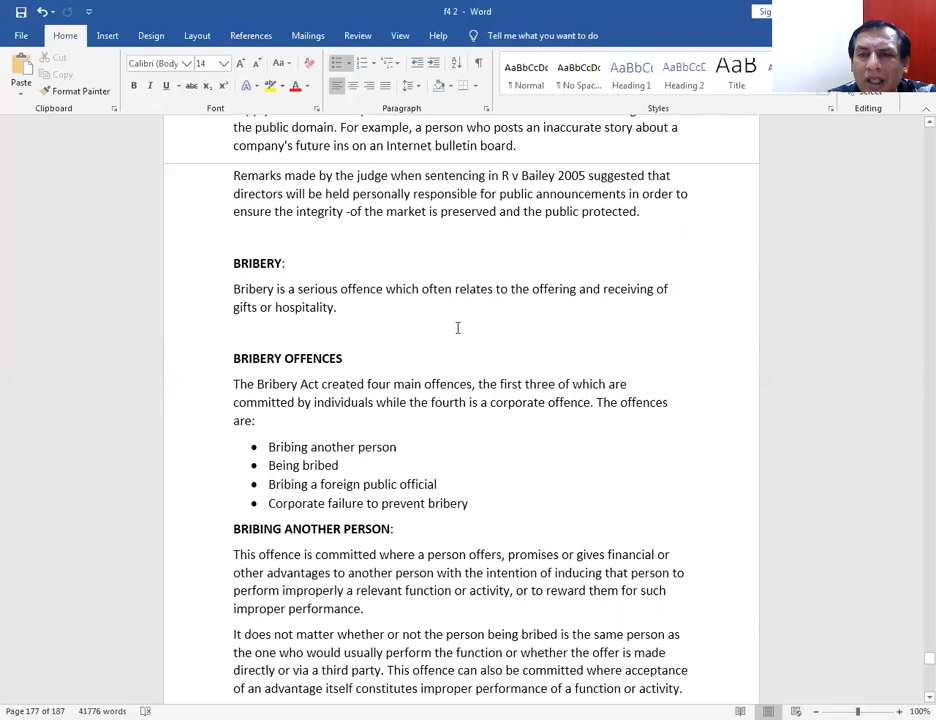 f4 2 - Word
Sig
File Home Insert Design Layout References Mailings Review View Help Tell me what you want to do
Paste
Cut
Copy
Format Painter
Calibri (Body 14
AaBbCcDc AaBbCcDc AaBbCc AaBbCcD AaB
¶ Normal ¶ No Spac... Heading 1 Heading 2 Title
Clipboard Font Paragraph Styles Editing
the public domain. For example, a person who posts an inaccurate story about a
company's future ins on an Internet bulletin board.
Remarks made by the judge when sentencing in R v Bailey 2005 suggested that
directors will be held personally responsible for public announcements in order to
ensure the integrity -of the market is preserved and the public protected.
BRIBERY:
Bribery is a serious offence which often relates to the offering and receiving of
gifts or hospitality.
BRIBERY OFFENCES
The Bribery Act created four main offences, the first three of which are
committed by individuals while the fourth is a corporate offence. The offences
are:
• Bribing another person
• Being bribed
• Bribing a foreign public official
• Corporate failure to prevent bribery
BRIBING ANOTHER PERSON:
This offence is committed where a person offers, promises or gives financial or
other advantages to another person with the intention of inducing that person to
perform improperly a relevant function or activity, or to reward them for such
improper performance.
It does not matter whether or not the person being bribed is the same person as
the one who would usually perform the function or whether the offer is made
directly or via a third party. This offence can also be committed where acceptance
of an advantage itself constitutes improper performance of a function or activity.
Page 177 of 187 41776 words 100%